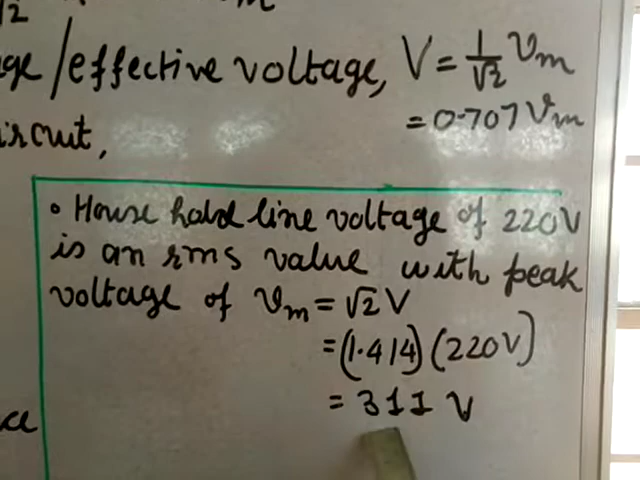 /effective voltage, V = 1/√2 vm
= 0.707 vm
ircuit,
• House hold line voltage of 220V
is an rms value with peak
voltage of vm = √2 V
= (1.414) (220V)
= 311 V